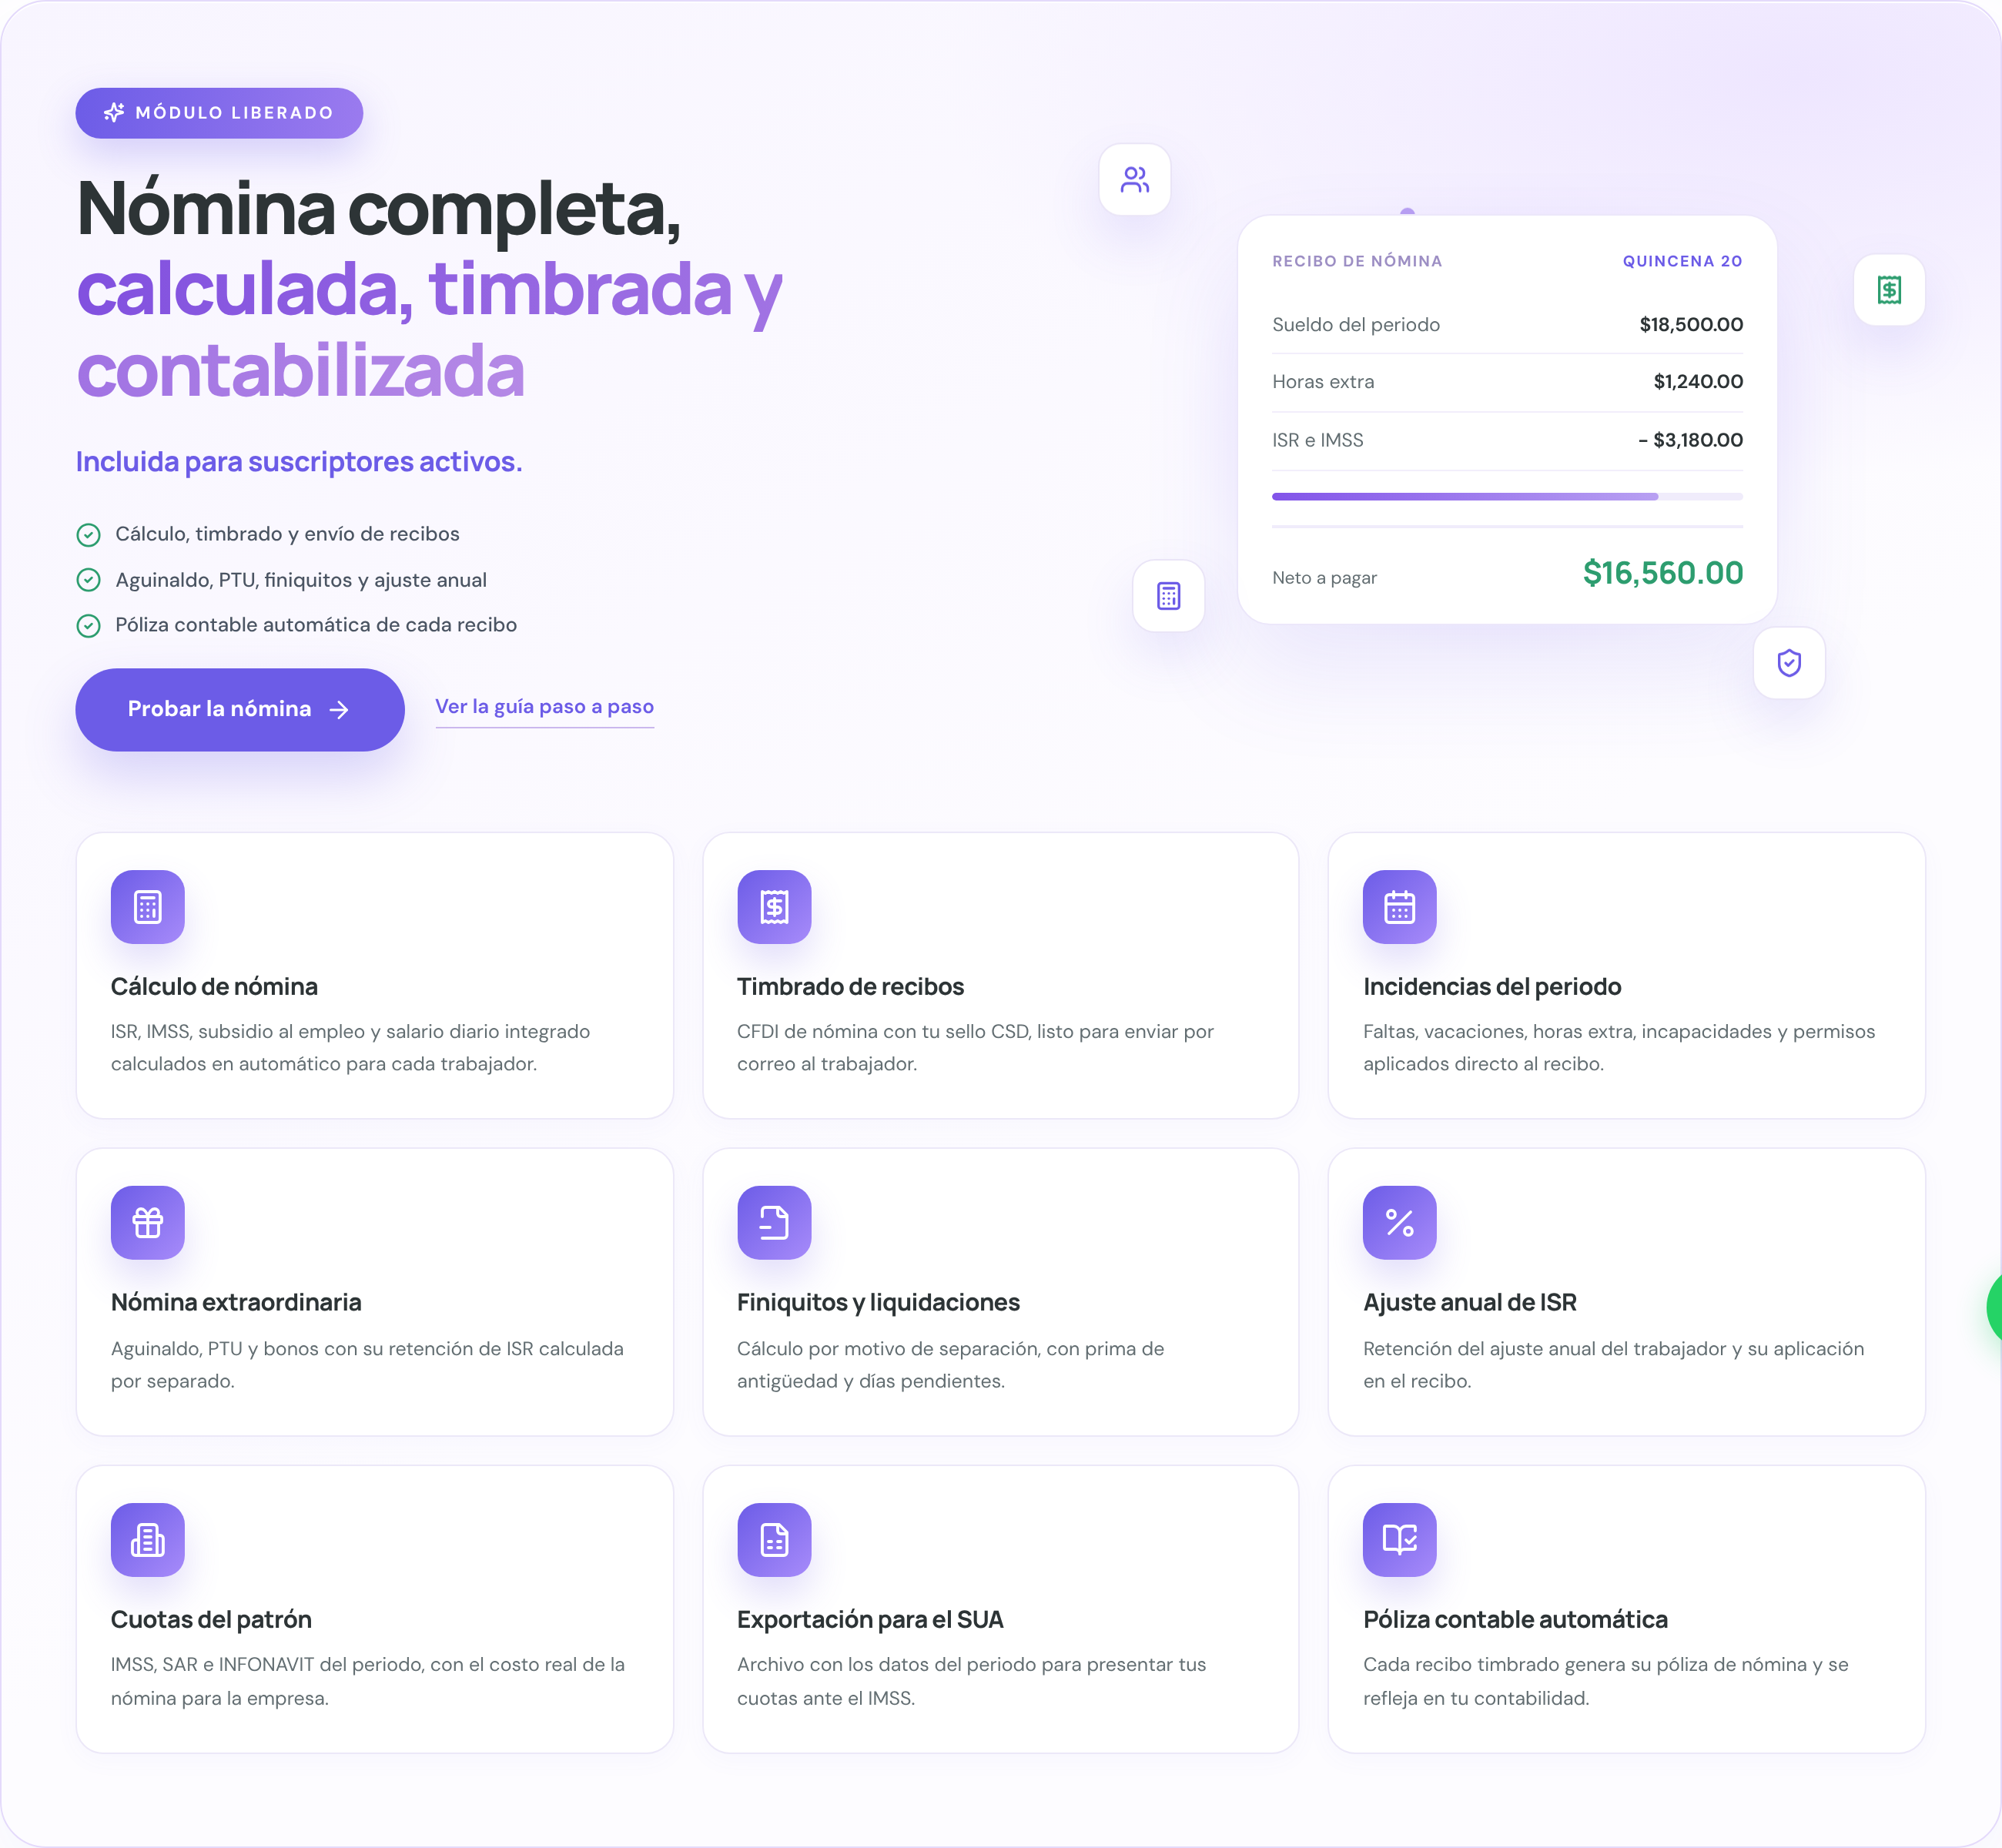 MÓDULO LIBERADO
Nómina completa,
calculada, timbrada y
contabilizada
Incluida para suscriptores activos.
Cálculo, timbrado y envío de recibos
Aguinaldo, PTU, finiquitos y ajuste anual
Póliza contable automática de cada recibo
Probar la nómina
Ver la guía paso a paso
RECIBO DE NÓMINA QUINCENA 20
Sueldo del periodo $18,500.00
Horas extra $1,240.00
ISR e IMSS - $3,180.00
Neto a pagar $16,560.00
Cálculo de nómina
ISR, IMSS, subsidio al empleo y salario diario integrado
calculados en automático para cada trabajador.
Timbrado de recibos
CFDI de nómina con tu sello CSD, listo para enviar por
correo al trabajador.
Incidencias del periodo
Faltas, vacaciones, horas extra, incapacidades y permisos
aplicados directo al recibo.
Nómina extraordinaria
Aguinaldo, PTU y bonos con su retención de ISR calculada
por separado.
Finiquitos y liquidaciones
Cálculo por motivo de separación, con prima de
antigüedad y días pendientes.
Ajuste anual de ISR
Retención del ajuste anual del trabajador y su aplicación
en el recibo.
Cuotas del patrón
IMSS, SAR e INFONAVIT del periodo, con el costo real de la
nómina para la empresa.
Exportación para el SUA
Archivo con los datos del periodo para presentar tus
cuotas ante el IMSS.
Póliza contable automática
Cada recibo timbrado genera su póliza de nómina y se
refleja en tu contabilidad.